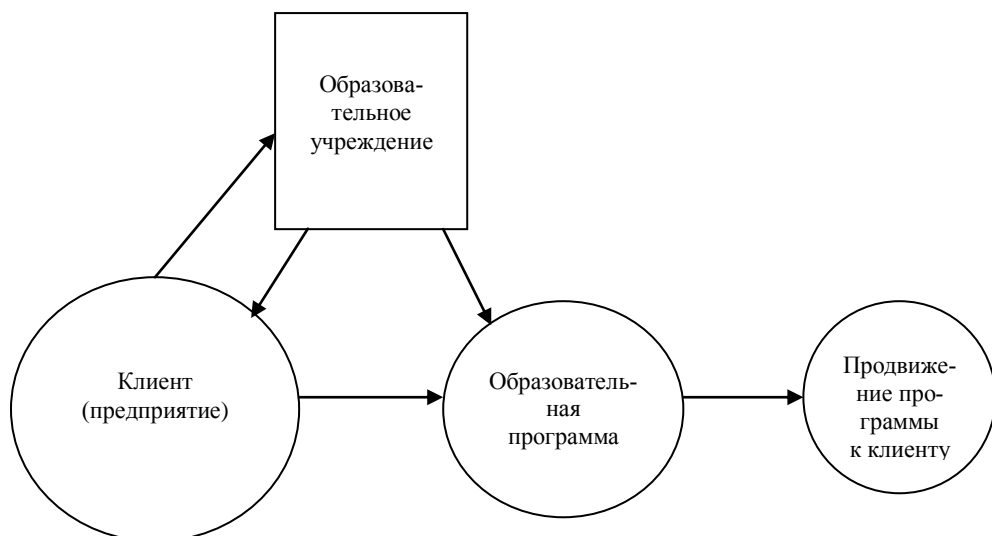 Образова-
тельное
учреждение
Клиент
(предприятие)
Образователь-
ная
программа
Продвиже-
ние про-
граммы
к клиенту